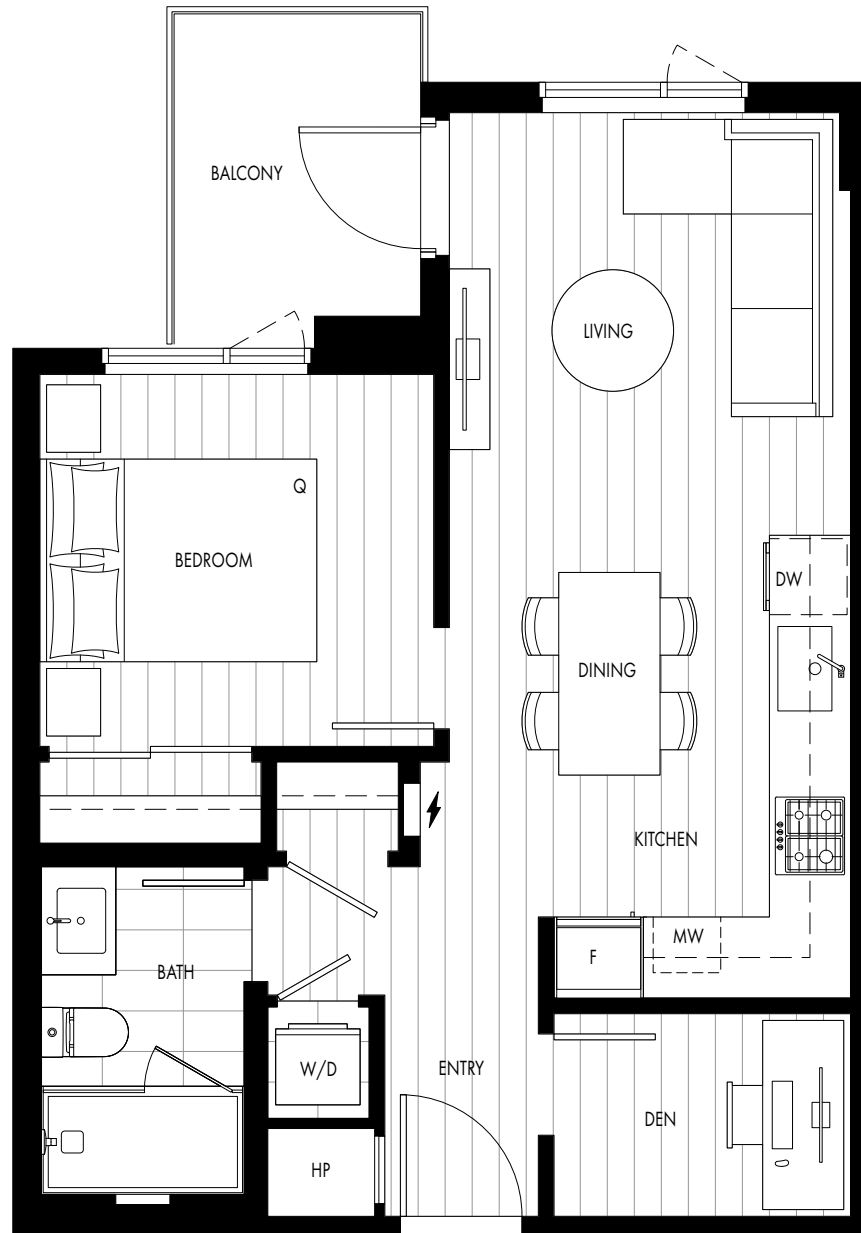 BALCONY
LIVING
Q
BEDROOM
DW
DINING
KITCHEN
MW
F
BATH
W/D
ENTRY
DEN
HP